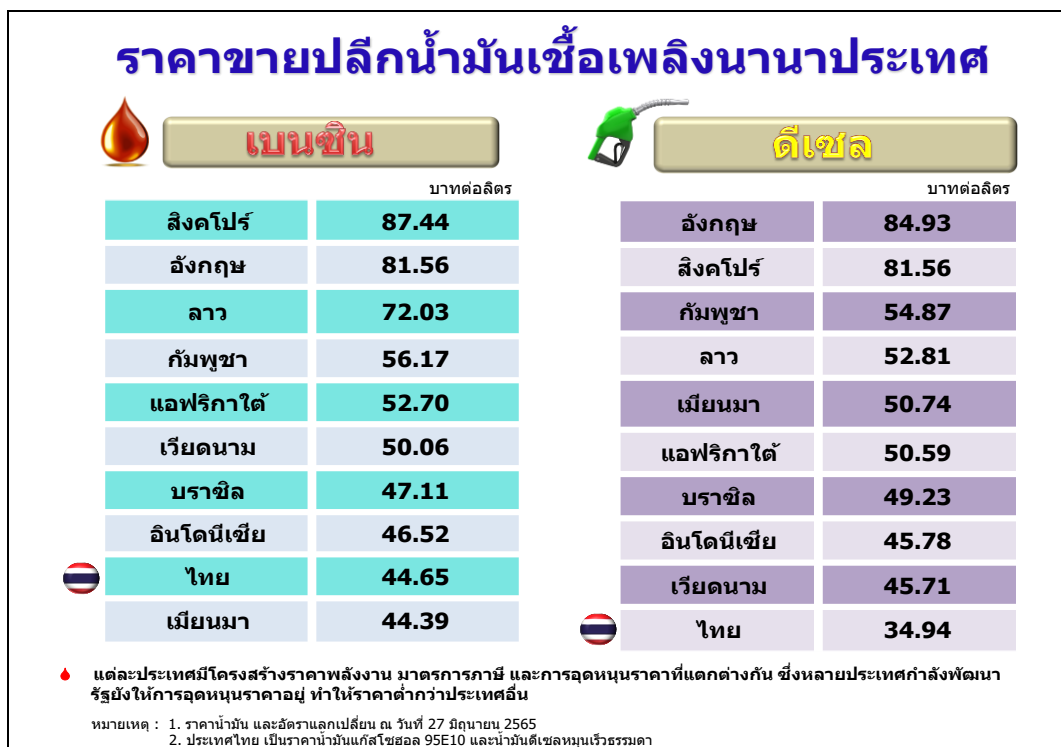 ราคาขายปลีกน้ำมันเชื้อเพลิงนานาประเทศ
เบนซิน
บาทต่อลิตร
สิงคโปร์ 87.44
อังกฤษ 81.56
ลาว 72.03
กัมพูชา 56.17
แอฟริกาใต้ 52.70
เวียดนาม 50.06
บราซิล 47.11
อินโดนีเซีย 46.52
ไทย 44.65
เมียนมา 44.39
ดีเซล
บาทต่อลิตร
อังกฤษ 84.93
สิงคโปร์ 81.56
กัมพูชา 54.87
ลาว 52.81
เมียนมา 50.74
แอฟริกาใต้ 50.59
บราซิล 49.23
อินโดนีเซีย 45.78
เวียดนาม 45.71
ไทย 34.94
แต่ละประเทศมีโครงสร้างราคาพลังงาน มาตรการภาษี และการอุดหนุนราคาที่แตกต่างกัน ซึ่งหลายประเทศกำลังพัฒนา
รัฐยังให้การอุดหนุนราคาอยู่ ทำให้ราคาต่ำกว่าประเทศอื่น
หมายเหตุ : 1. ราคาน้ำมัน และอัตราแลกเปลี่ยน ณ วันที่ 27 มิถุนายน 2565
2. ประเทศไทย เป็นราคาน้ำมันแก๊สโซฮอล 95E10 และน้ำมันดีเซลหมุนเร็วธรรมดา